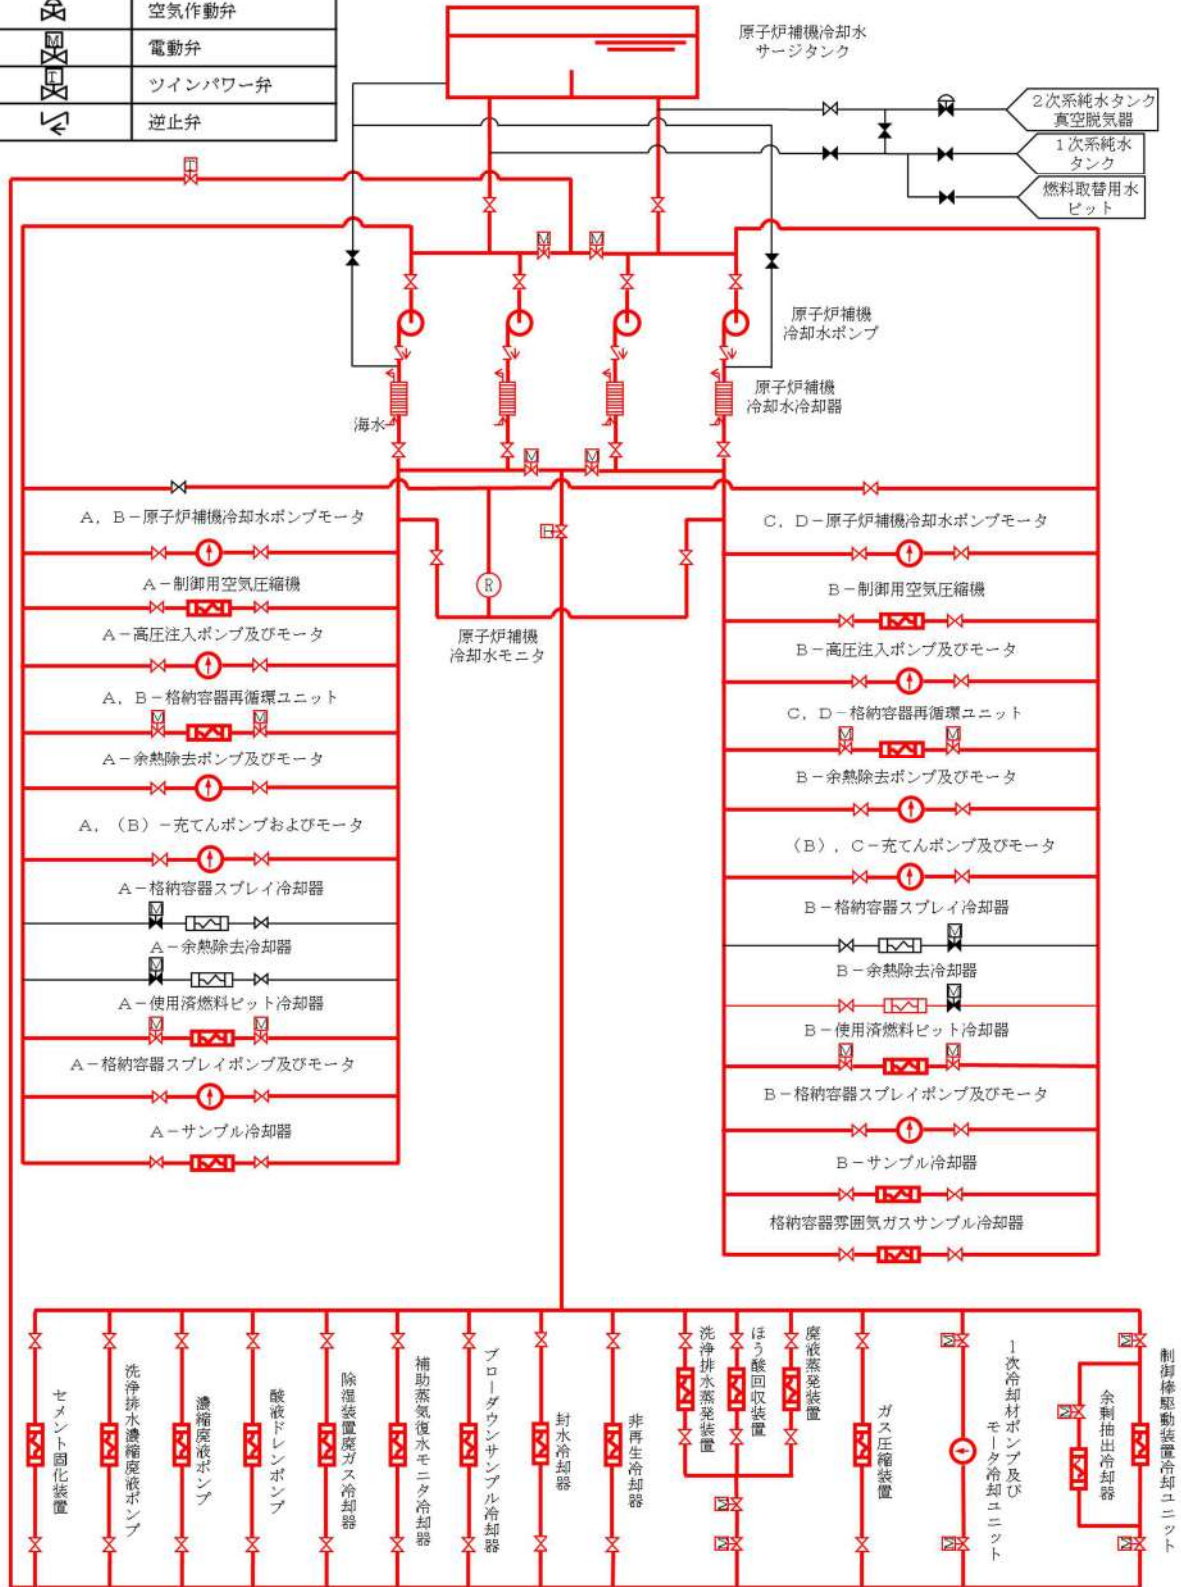 空気作動弁
M
電動弁
T
ツインパワー弁
逆止弁
原子炉補機冷却水
サージタンク
2次系純水タンク
真空脱気器
1次系純水
タンク
燃料取替用水
ピット
T
M
M
原子炉補機
冷却水ポンプ
原子炉補機
冷却水冷却器
海水
M
M
T
R
原子炉補機
冷却水モニタ
A,B-原子炉補機冷却水ポンプモータ
A-制御用空気圧縮機
A-高圧注入ポンプ及びモータ
A,B-格納容器再循環ユニット
M
M
A-余熱除去ポンプ及びモータ
A,(B)-充てんポンプおよびモータ
A-格納容器スプレイ冷却器
M
A-余熱除去冷却器
M
A-使用済燃料ピット冷却器
M
M
A-格納容器スプレイポンプ及びモータ
A-サンプル冷却器
C,D-原子炉補機冷却水ポンプモータ
B-制御用空気圧縮機
B-高圧注入ポンプ及びモータ
C,D-格納容器再循環ユニット
M
M
B-余熱除去ポンプ及びモータ
(B),C-充てんポンプ及びモータ
B-格納容器スプレイ冷却器
M
B-余熱除去冷却器
M
B-使用済燃料ピット冷却器
M
M
B-格納容器スプレイポンプ及びモータ
B-サンプル冷却器
格納容器雰囲気ガスサンプル冷却器
セメント固化装置
洗浄排水濃縮廃液ポンプ
濃縮廃液ポンプ
酸液ドレンポンプ
除湿装置廃ガス冷却器
補助蒸気復水モニタ冷却器
ブローダウンサンプル冷却器
封水冷却器
非再生冷却器
洗浄排水蒸発装置
ほう酸回収装置
廃液蒸発装置
M
M
ガス圧縮装置
M
M
1次冷却材ポンプ及び
モータ冷却ユニット
M
M
余剰抽出冷却器
M
制御棒駆動装置冷却ユニット